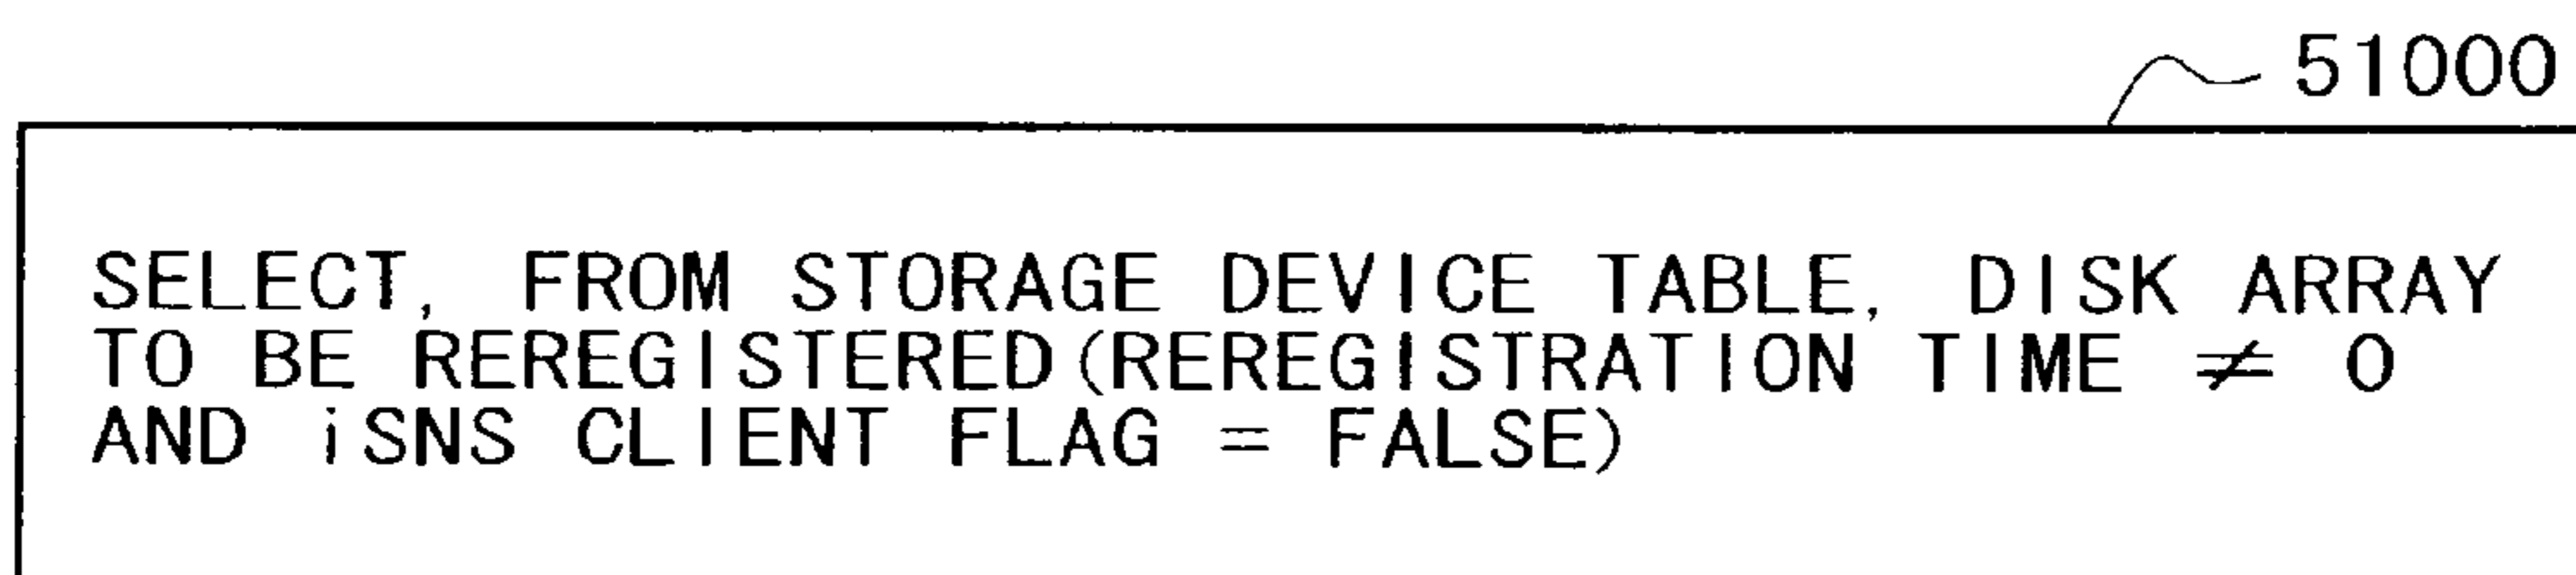 51000
SELECT, FROM STORAGE DEVICE TABLE, DISK ARRAY
TO BE REREGISTERED(REREGISTRATION TIME ≠ 0
AND iSNS CLIENT FLAG = FALSE)